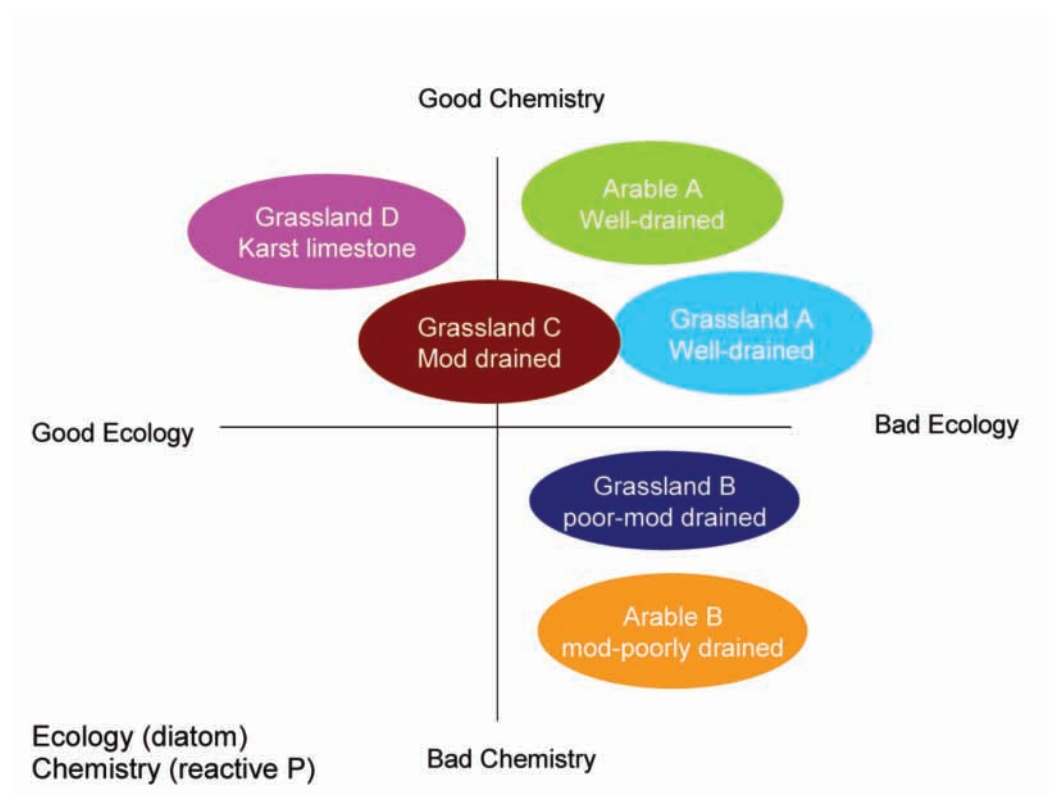 Good Chemistry
Arable A
Well-drained
Grassland D
Karst limestone
Grassland C
Mod drained
Grassland A
Well-drained
Good Ecology
Bad Ecology
Grassland B
poor-mod drained
Arable B
mod-poorly drained
Ecology (diatom)
Chemistry (reactive P)
Bad Chemistry